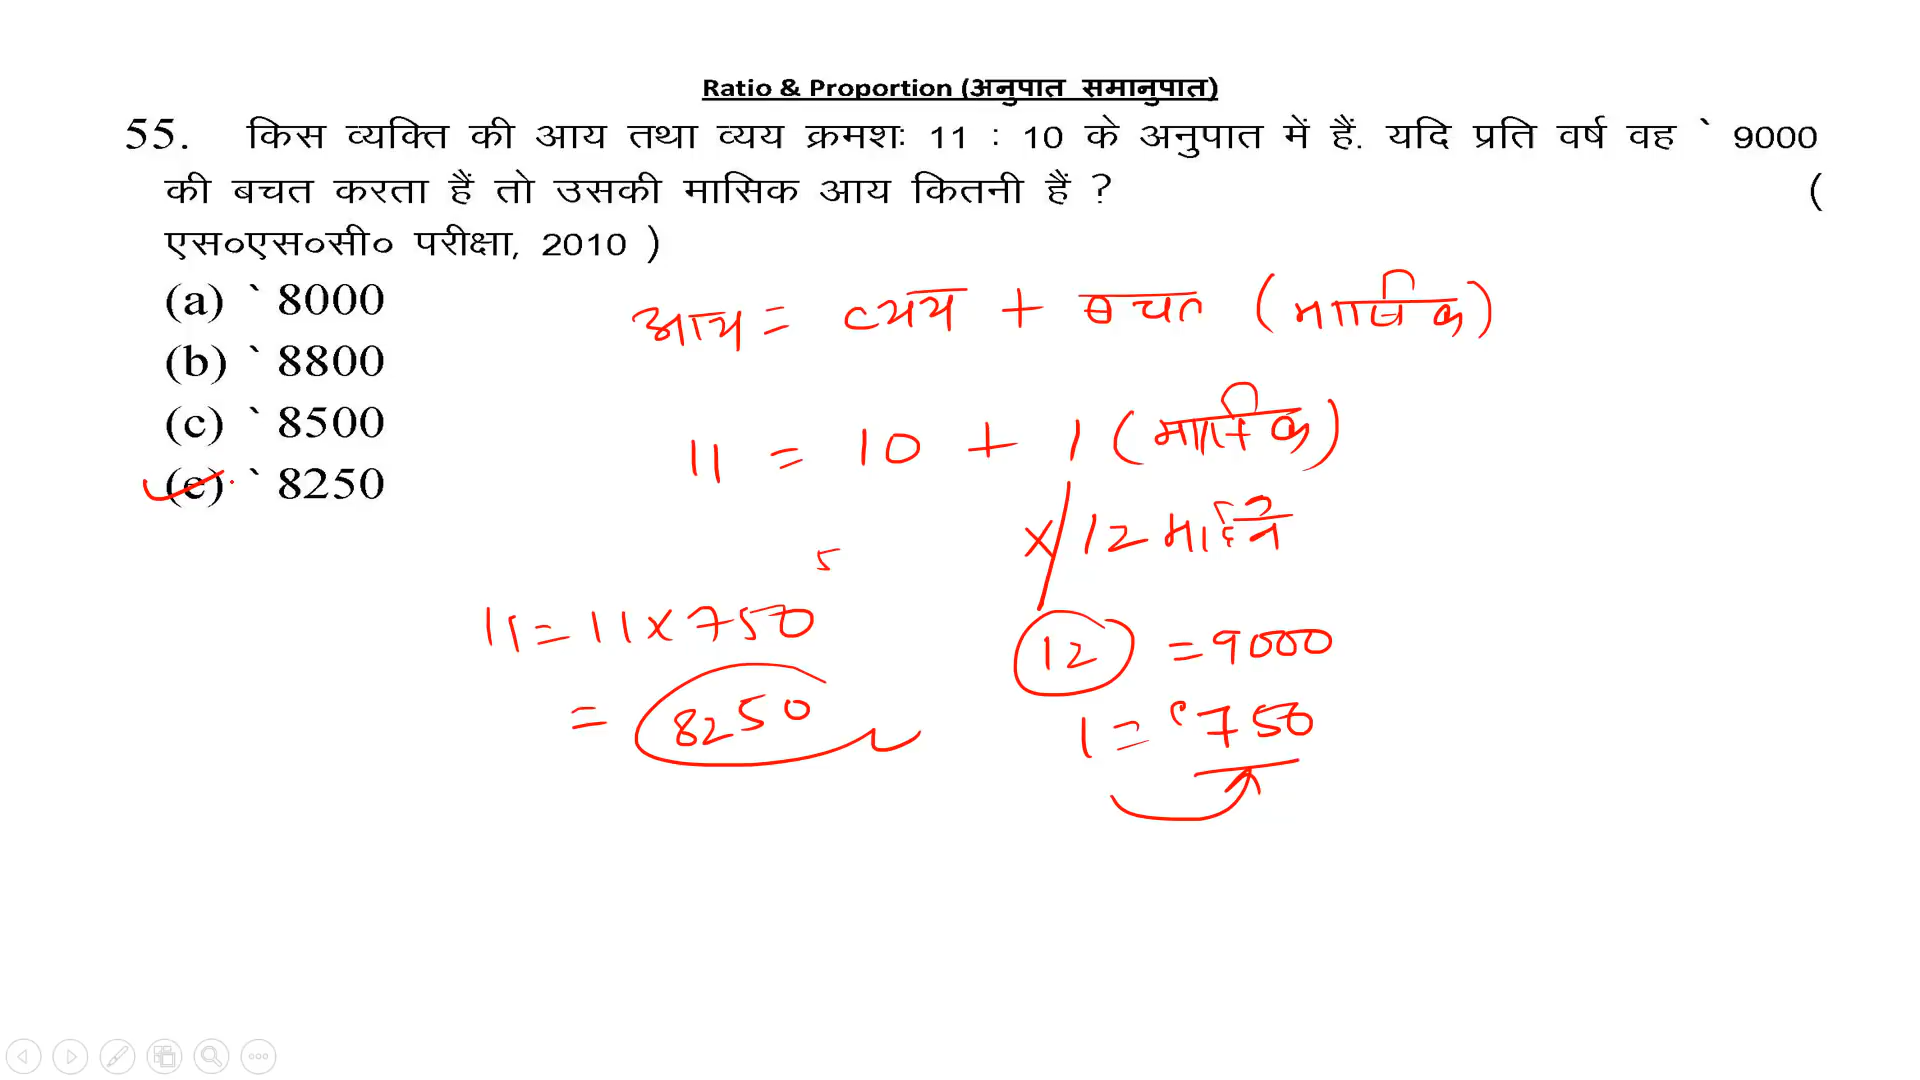 Ratio & Proportion (अनुपात समानुपात)
55. किस व्यक्ति की आय तथा व्यय क्रमशः 11 : 10 के अनुपात में हैं. यदि प्रति वर्ष वह ` 9000
की बचत करता हैं तो उसकी मासिक आय कितनी हैं ? (
एस०एस०सी० परीक्षा, 2010 )
(a) ` 8000
(b) ` 8800
(c) ` 8500
(e) ` 8250
आय = व्यय + बचत (मासिक)
11 = 10 + 1 (मासिक)
x 12 महिने
5
11 = 11 x 750
12 = 9000
= 8250
1 = 750